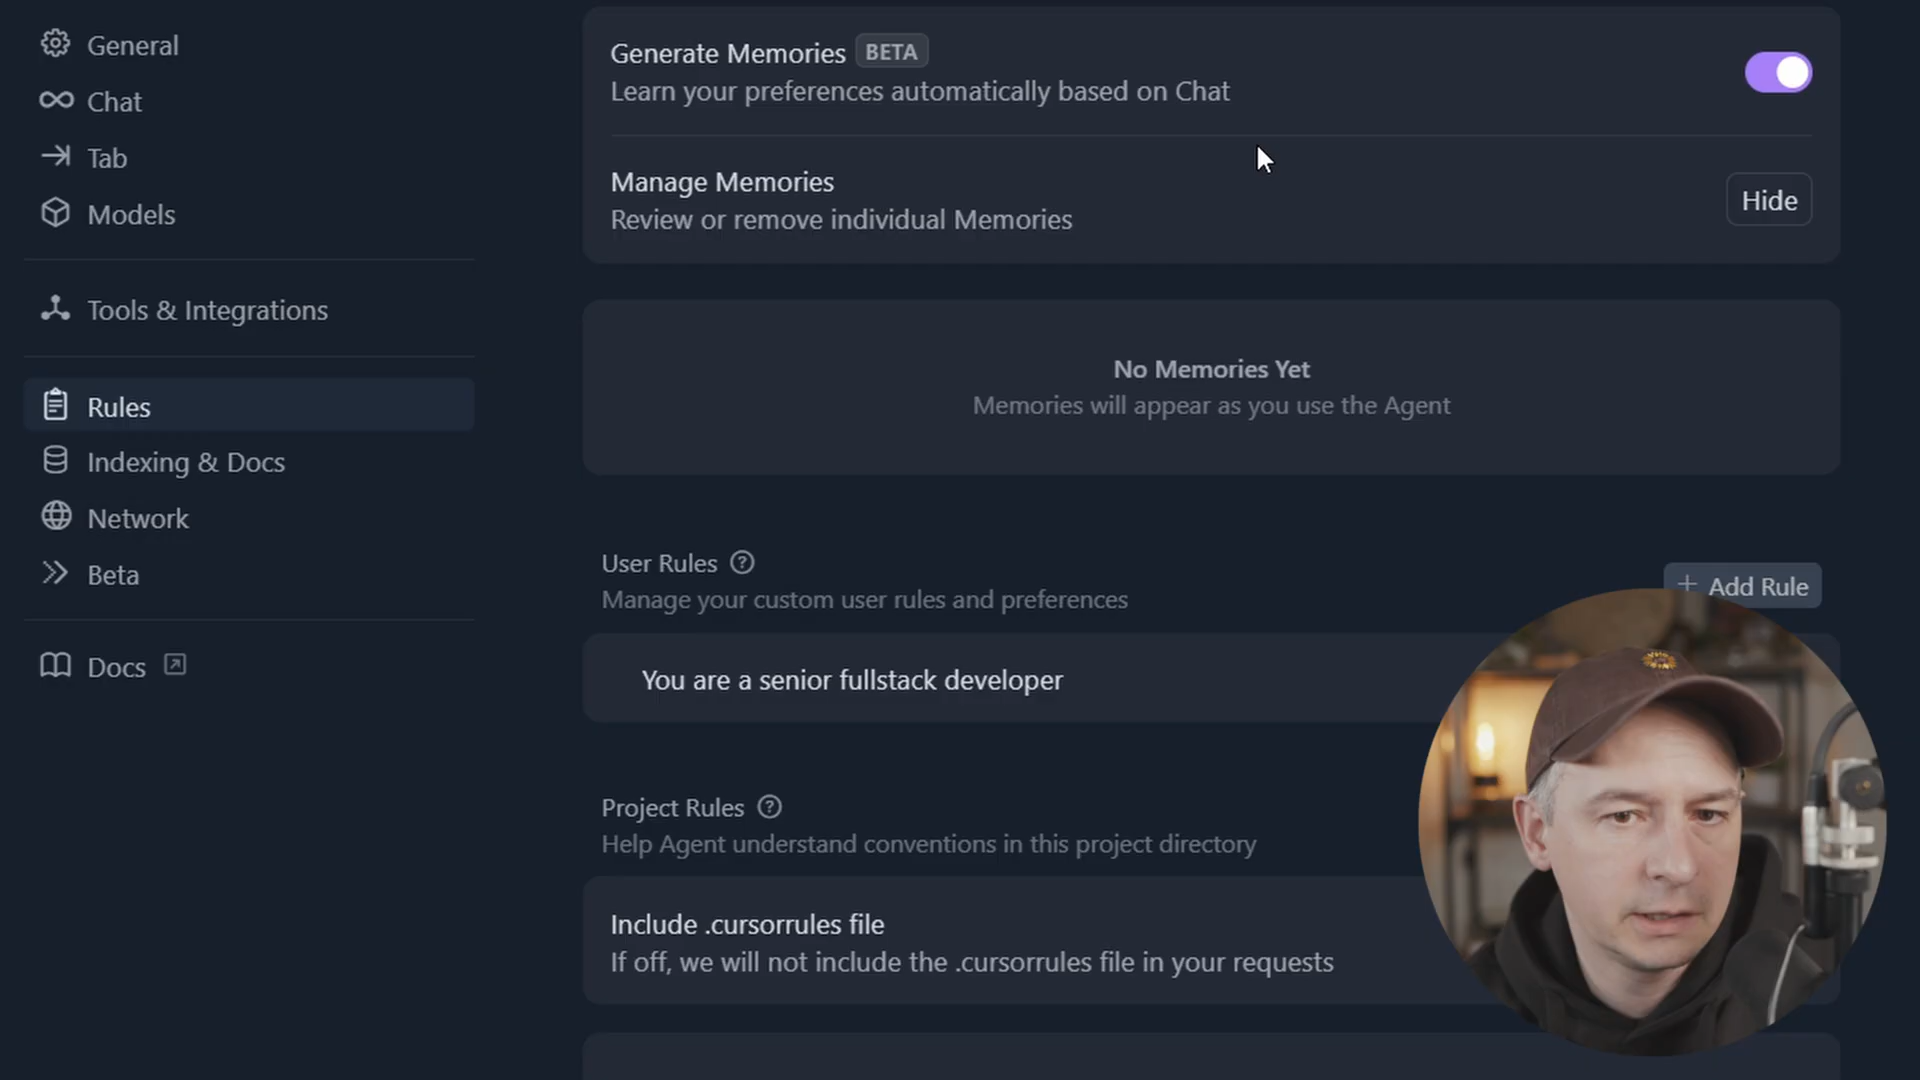 General
Chat
Tab
Models
Tools & Integrations
Rules
Indexing & Docs
Network
Beta
Docs
Generate Memories BETA
Learn your preferences automatically based on Chat
Manage Memories
Review or remove individual Memories
Hide
No Memories Yet
Memories will appear as you use the Agent
User Rules
Manage your custom user rules and preferences
+ Add Rule
You are a senior fullstack developer
Project Rules
Help Agent understand conventions in this project directory
Include .cursorrules file
If off, we will not include the .cursorrules file in your requests